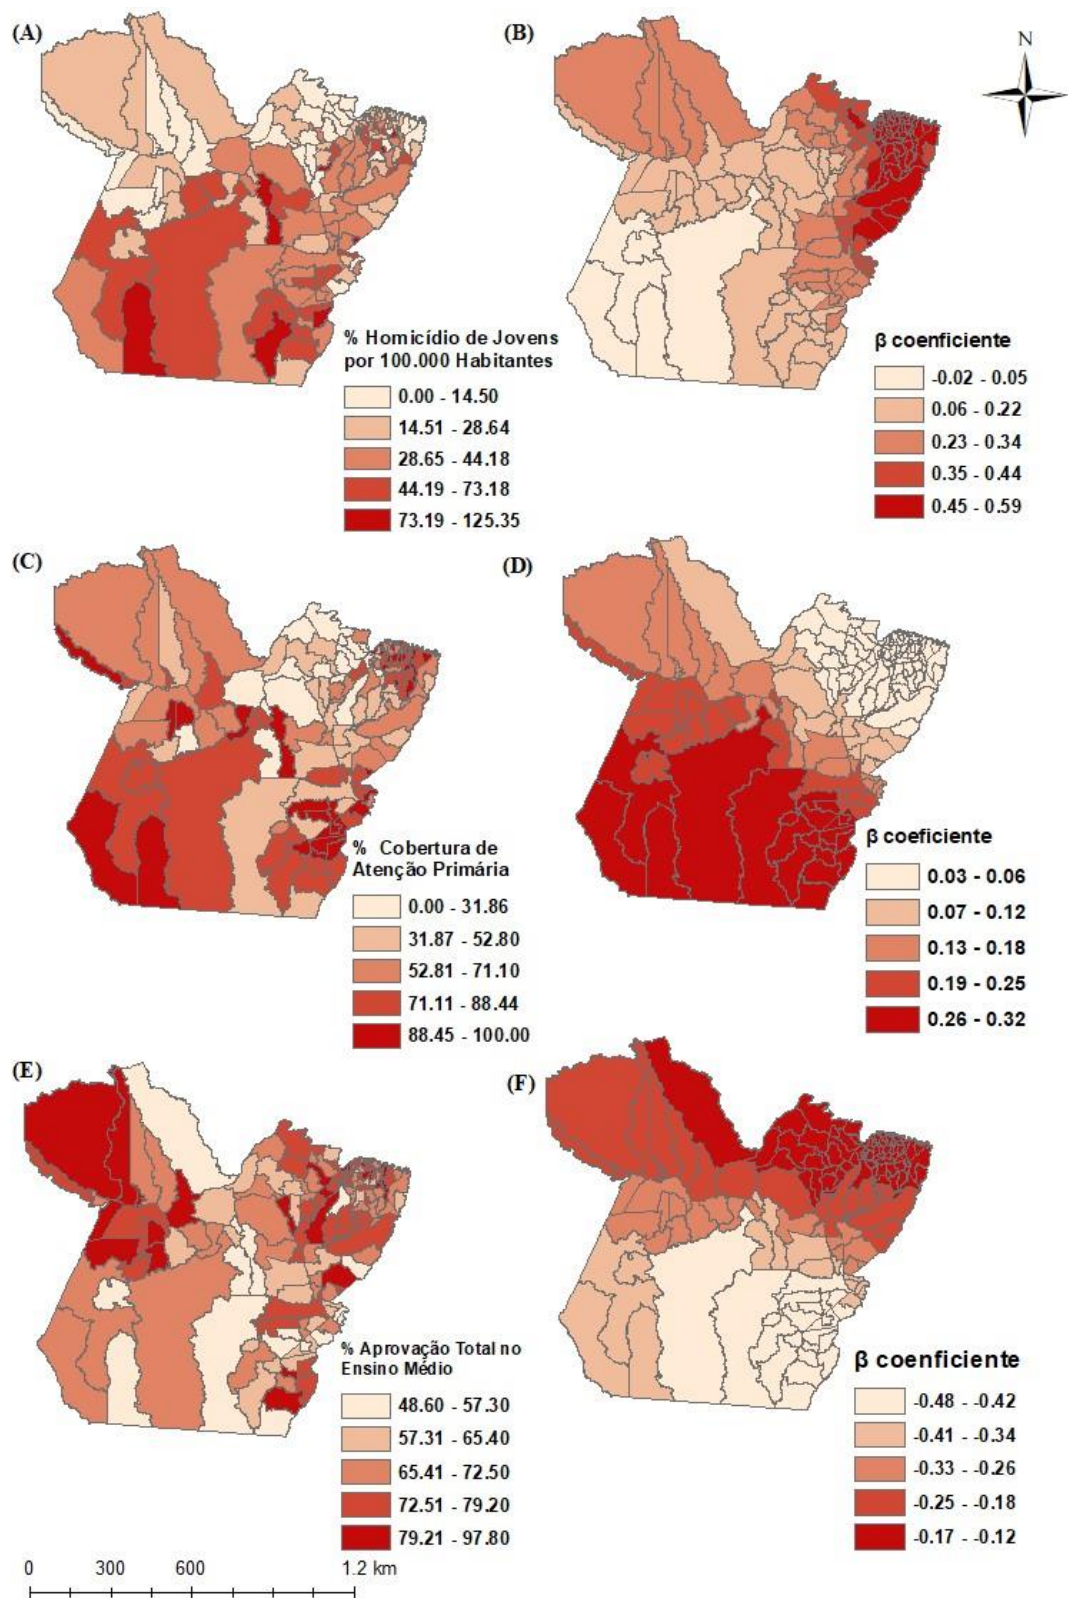 (A)
(B)
N
% Homicídio de Jovens
por 100.000 Habitantes
0.00 - 14.50
14.51 - 28.64
28.65 - 44.18
44.19 - 73.18
73.19 - 125.35
β coenficiente
-0.02 - 0.05
0.06 - 0.22
0.23 - 0.34
0.35 - 0.44
0.45 - 0.59
(C)
(D)
% Cobertura de
Atenção Primária
0.00 - 31.86
31.87 - 52.80
52.81 - 71.10
71.11 - 88.44
88.45 - 100.00
β coeficiente
0.03 - 0.06
0.07 - 0.12
0.13 - 0.18
0.19 - 0.25
0.26 - 0.32
(E)
(F)
% Aprovação Total no
Ensino Médio
48.60 - 57.30
57.31 - 65.40
65.41 - 72.50
72.51 - 79.20
79.21 - 97.80
β coenficiente
-0.48 - -0.42
-0.41 - -0.34
-0.33 - -0.26
-0.25 - -0.18
-0.17 - -0.12
0 300 600 1.2 km